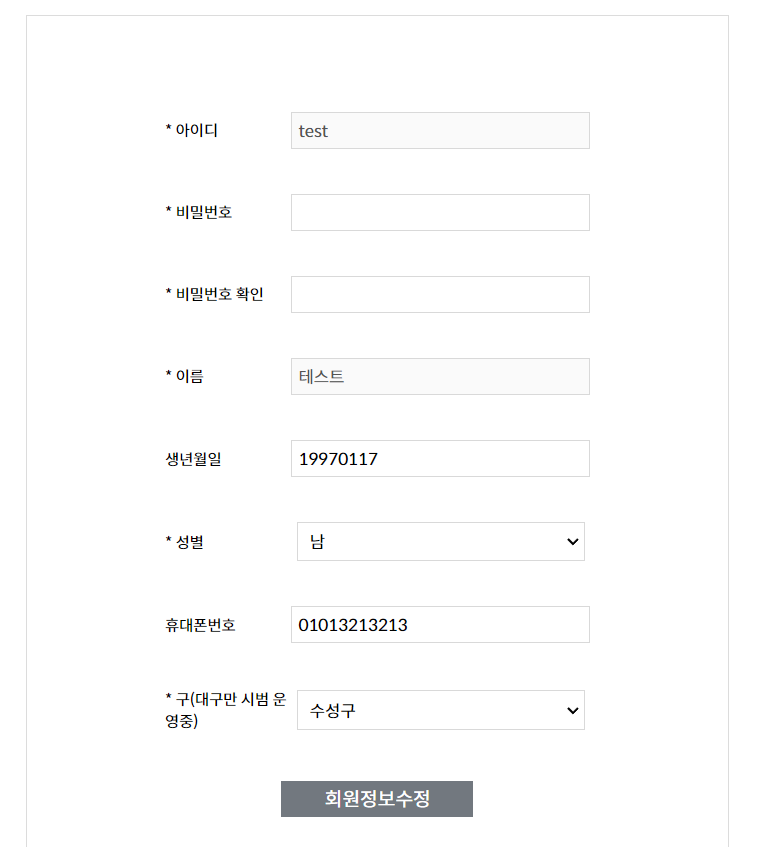 * 아이디 test
* 비밀번호
* 비밀번호 확인
* 이름 테스트
생년월일 19970117
* 성별 남
휴대폰번호 01013213213
* 구(대구만 시범 운
영중) 수성구
회원정보수정